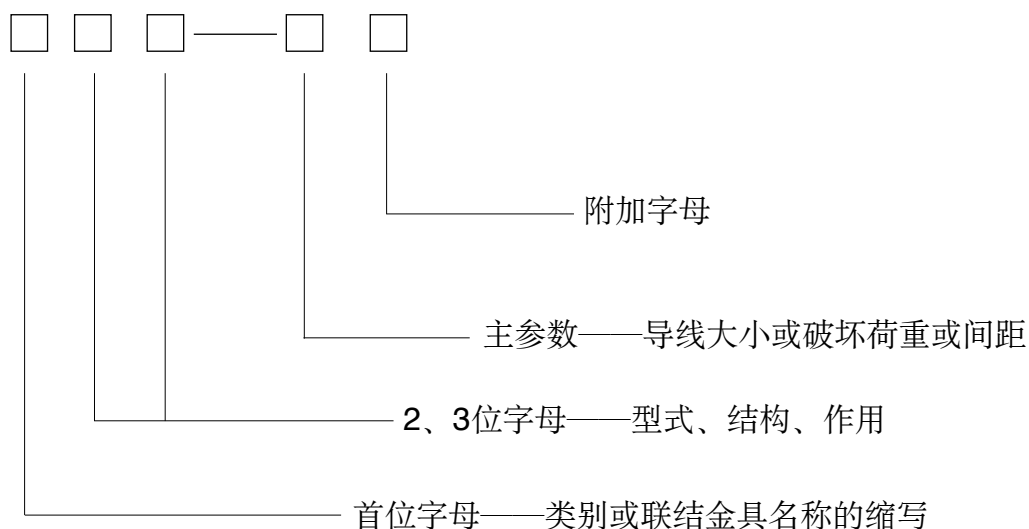 附加字母
主参数——导线大小或破坏荷重或间距
2、3位字母——型式、结构、作用
首位字母——类别或联结金具名称的缩写